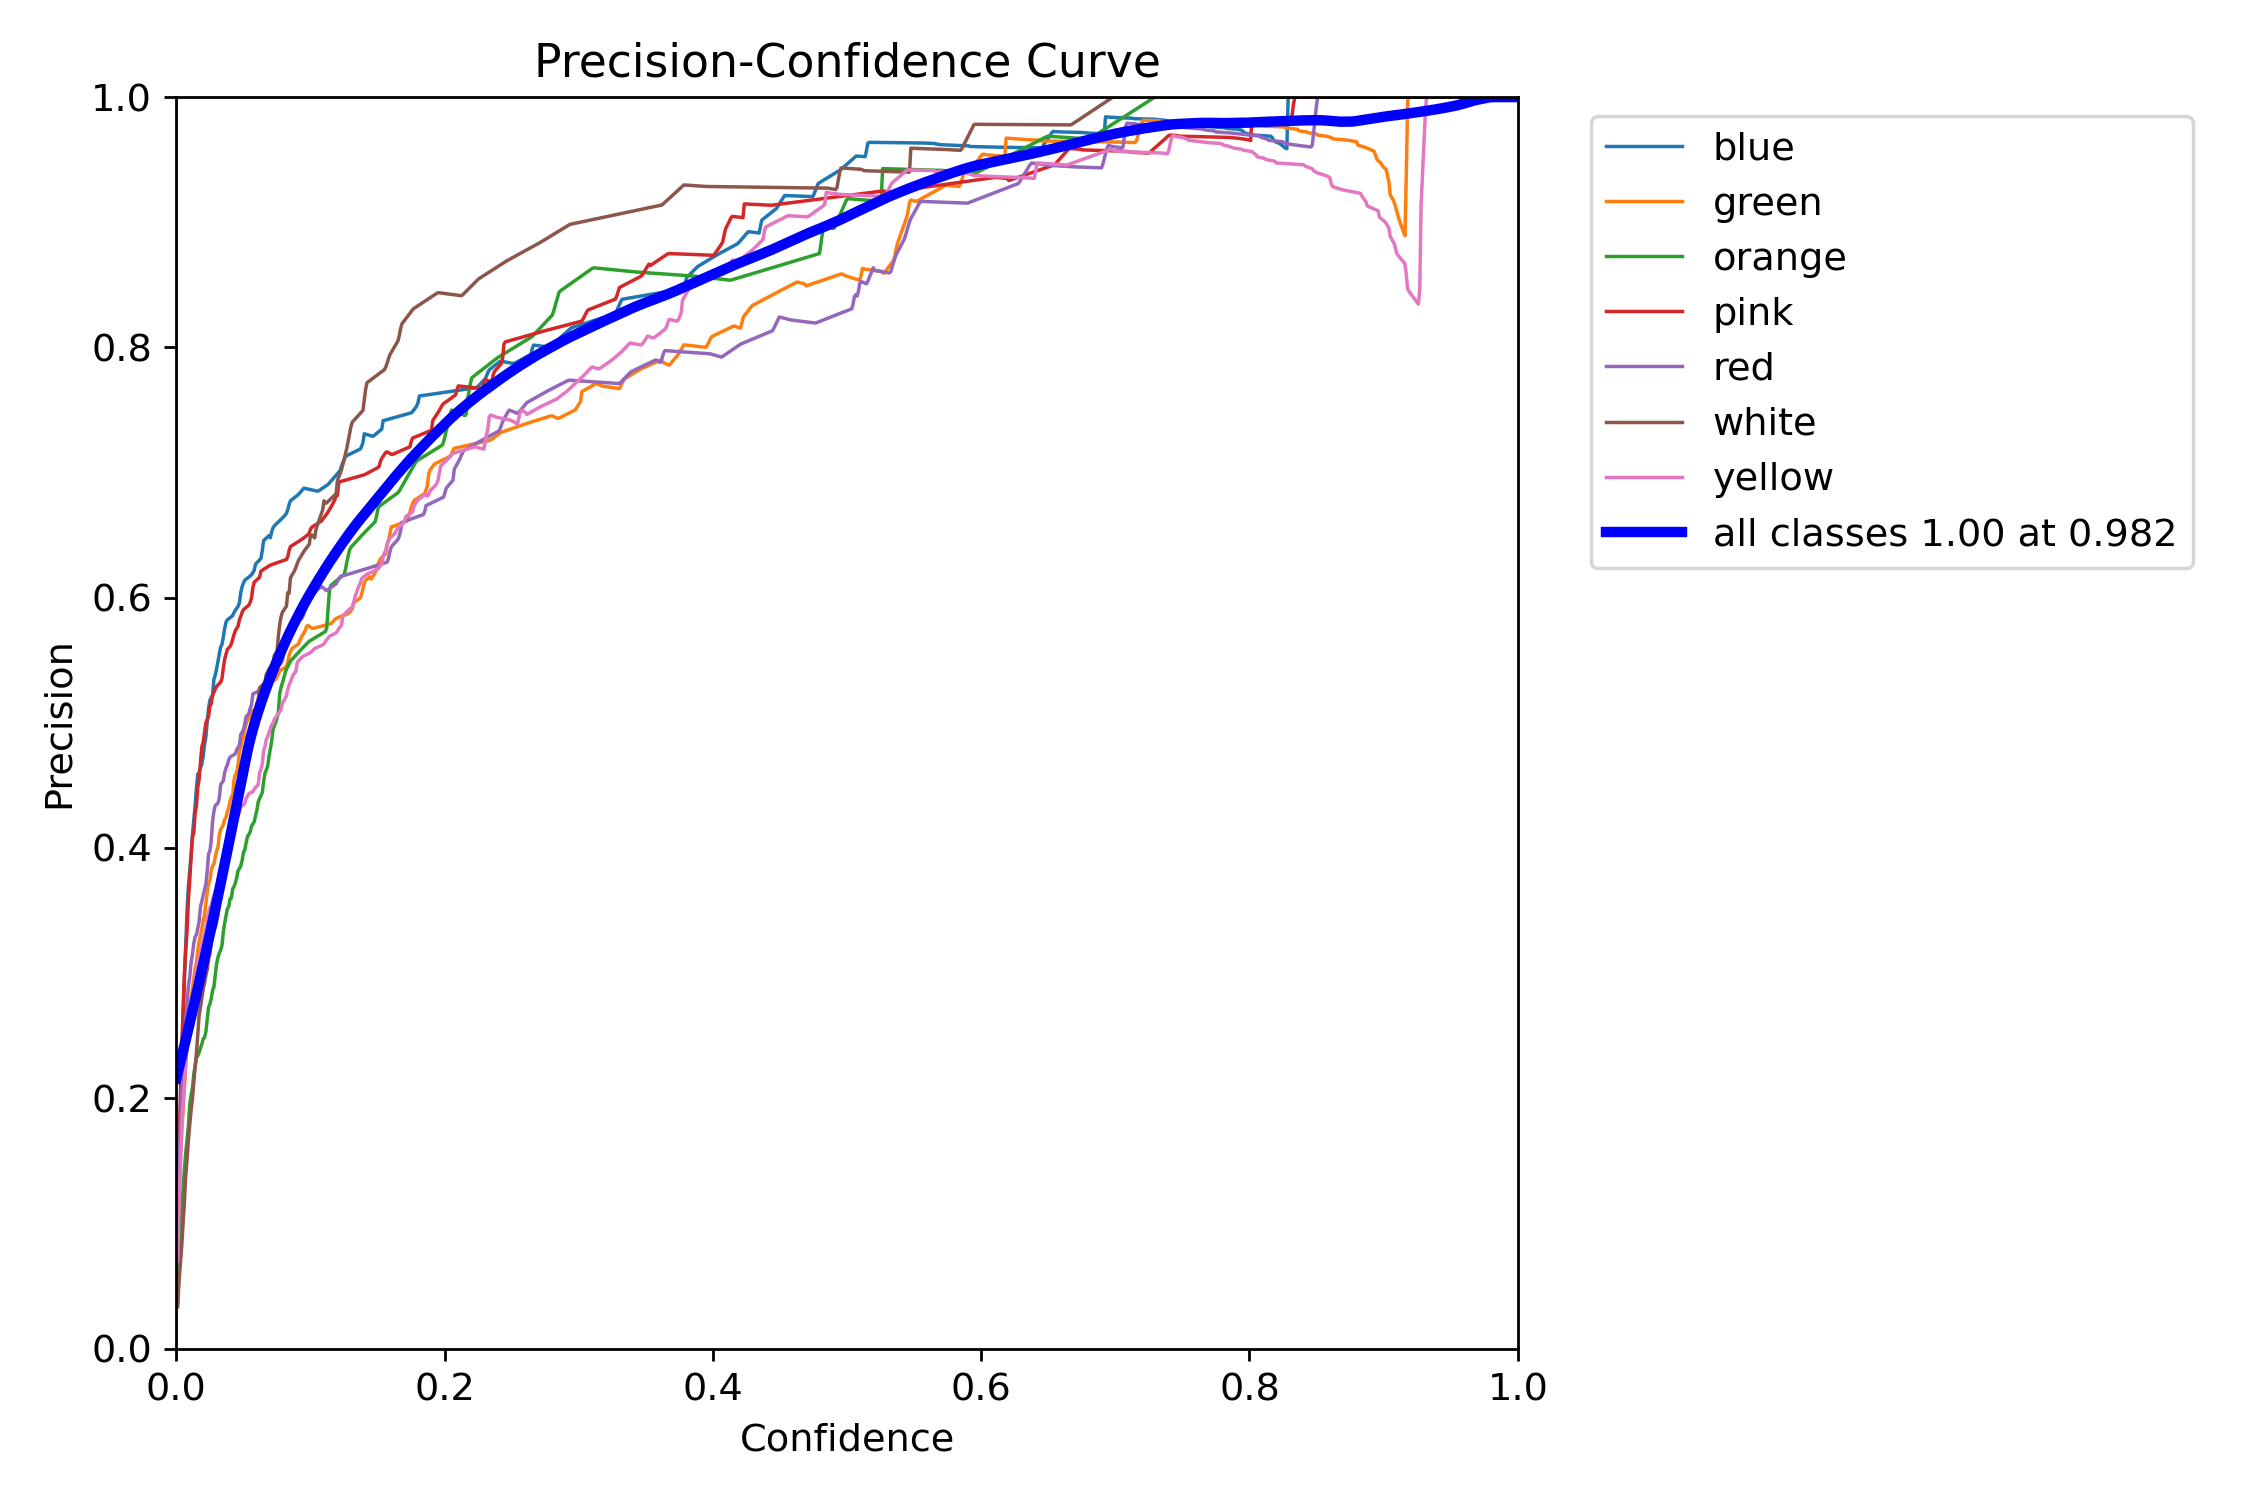 Precision-Confidence Curve
1.0
0.8
0.6
0.4
0.2
0.0
Precision
0.0 0.2 0.4 0.6 0.8 1.0
Confidence
blue
green
orange
pink
red
white
yellow
all classes 1.00 at 0.982